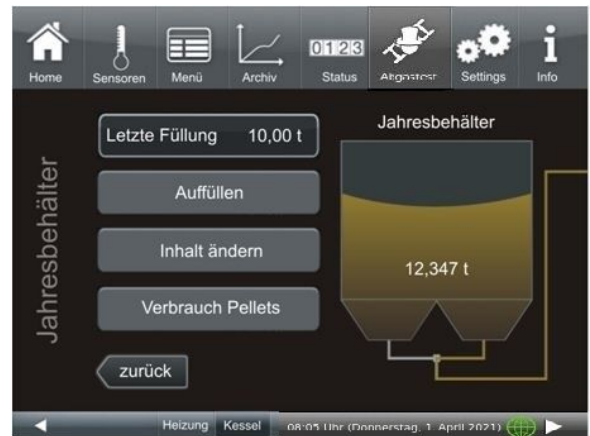 Home Sensoren Menü Archiv 0123 Status Abgastest Settings Info
Jahresbehälter
Letzte Füllung 10,00 t
Auffüllen
Inhalt ändern
Verbrauch Pellets
zurück
Jahresbehälter
12,347 t
Heizung Kessel 08:05 Uhr (Donnerstag, 1. April 2021)